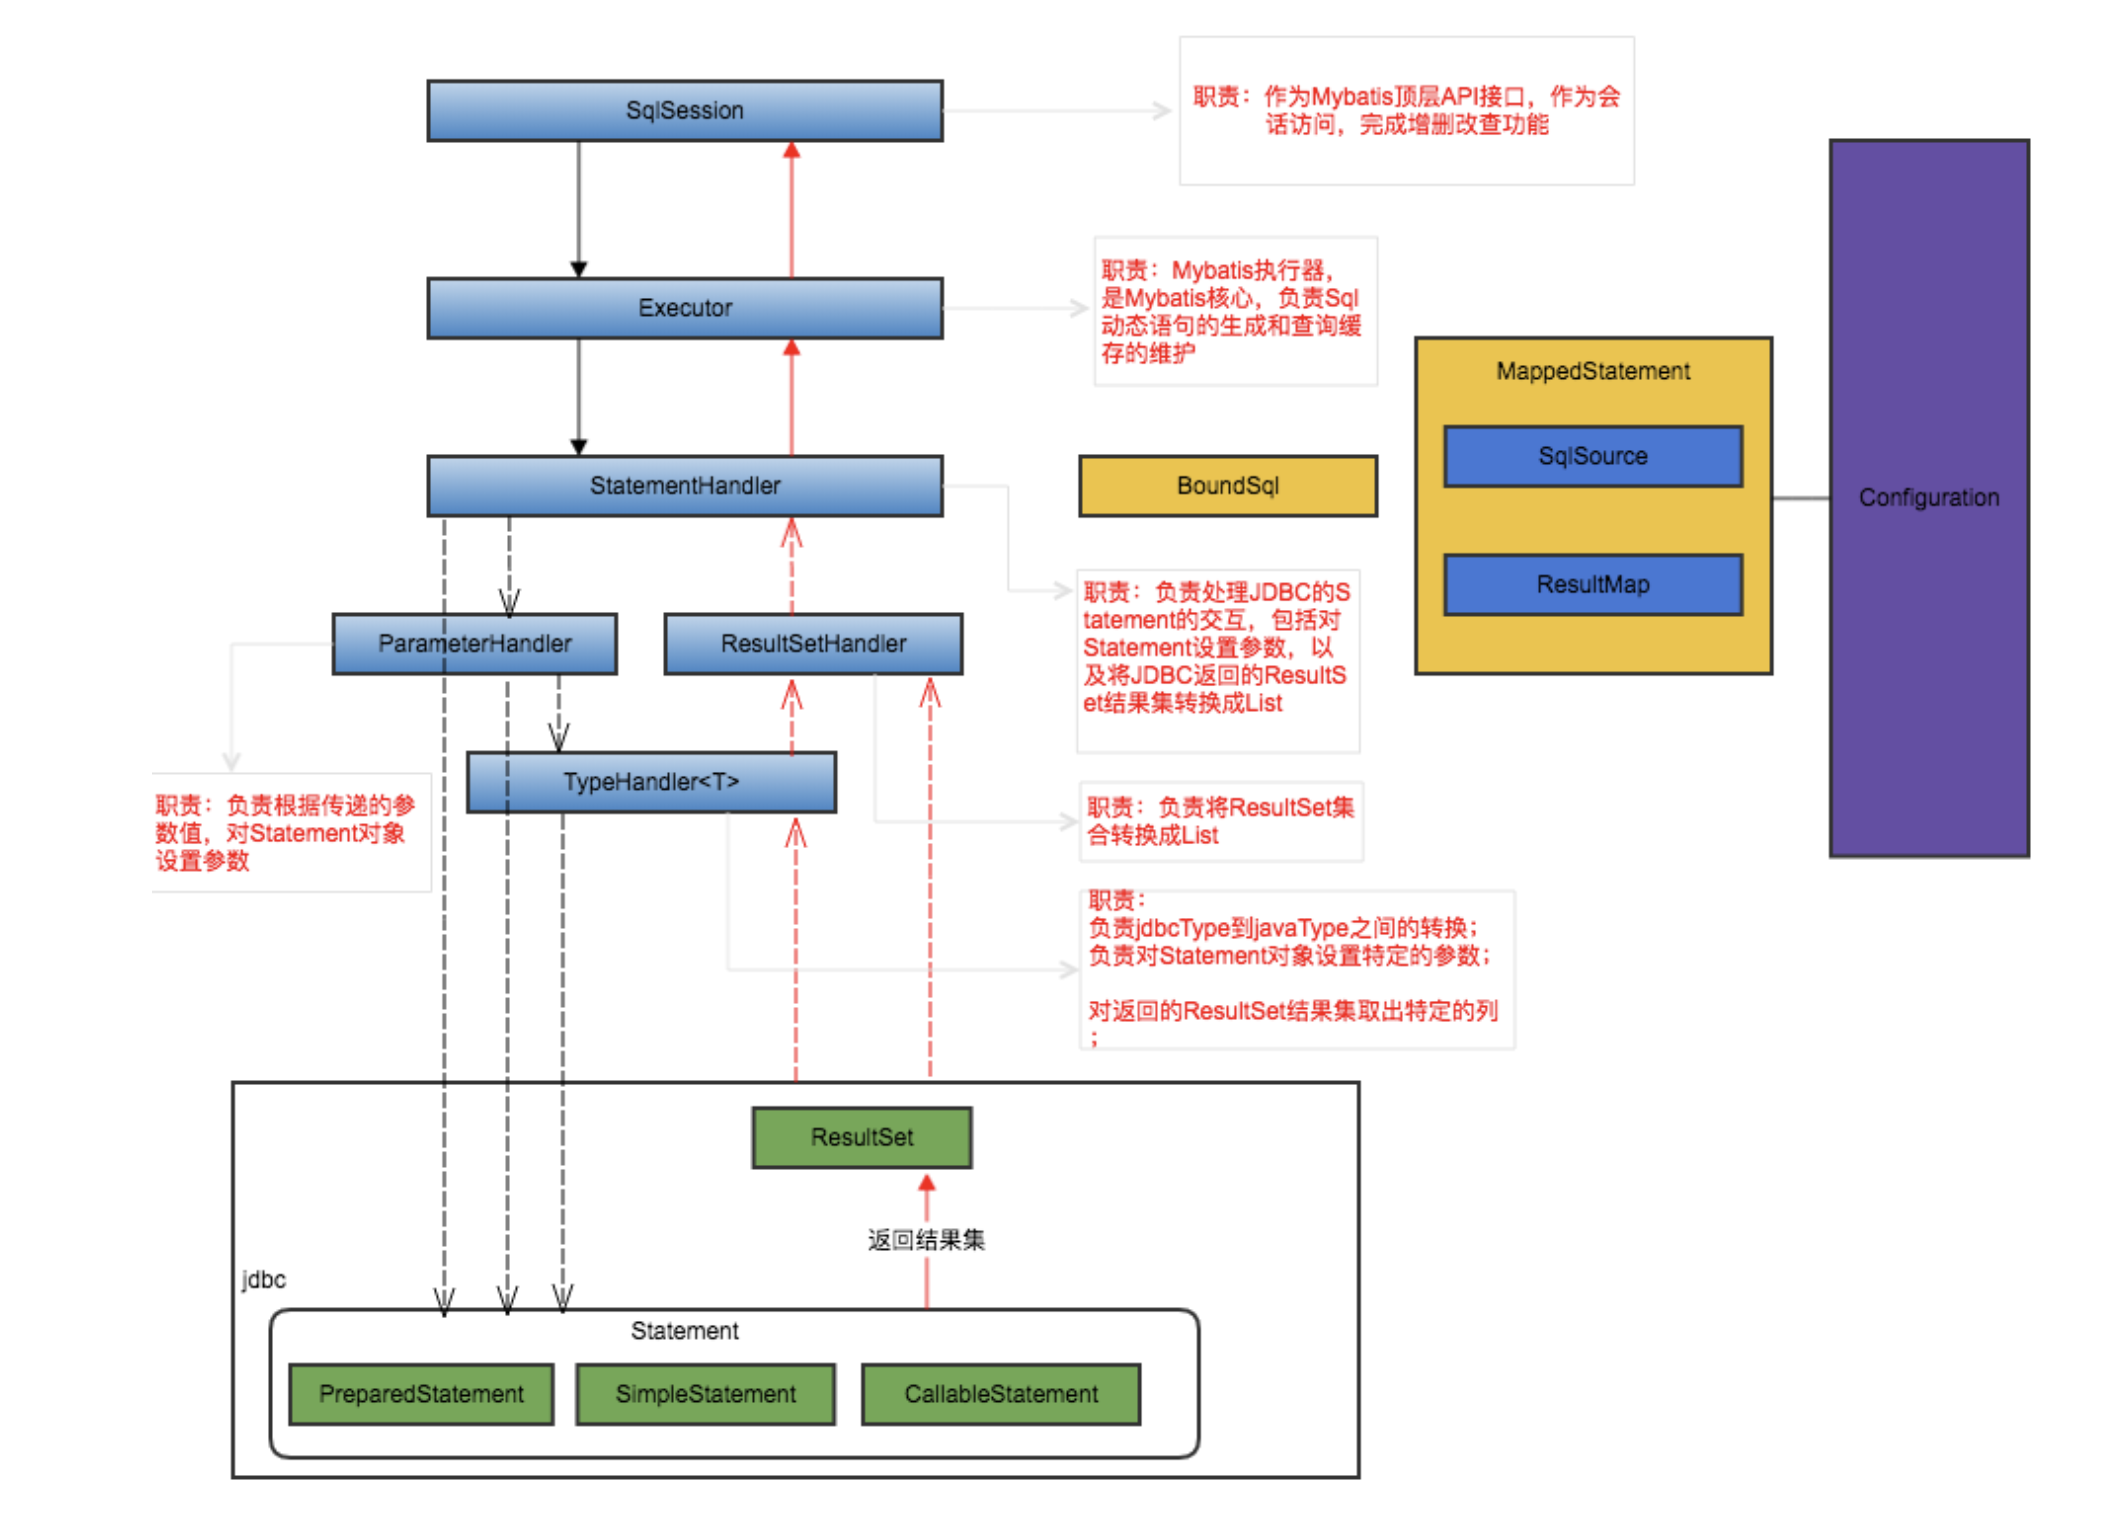 SqlSession
职责：作为Mybatis顶层API接口，作为会
话访问，完成增删改查功能
Executor
职责：Mybatis执行器，
是Mybatis核心，负责Sql
动态语句的生成和查询缓
存的维护
MappedStatement
SqlSource
ResultMap
Configuration
StatementHandler
BoundSql
职责：负责处理JDBC的S
tatement的交互，包括对
Statement设置参数，以
及将JDBC返回的ResultS
et结果集转换成List
ParameterHandler
ResultSetHandler
TypeHandler<T>
职责：负责根据传递的参
数值，对Statement对象
设置参数
职责：负责将ResultSet集
合转换成List
职责：
负责jdbcType到javaType之间的转换；
负责对Statement对象设置特定的参数；
对返回的ResultSet结果集取出特定的列
；
ResultSet
返回结果集
jdbc
Statement
PreparedStatement
SimpleStatement
CallableStatement